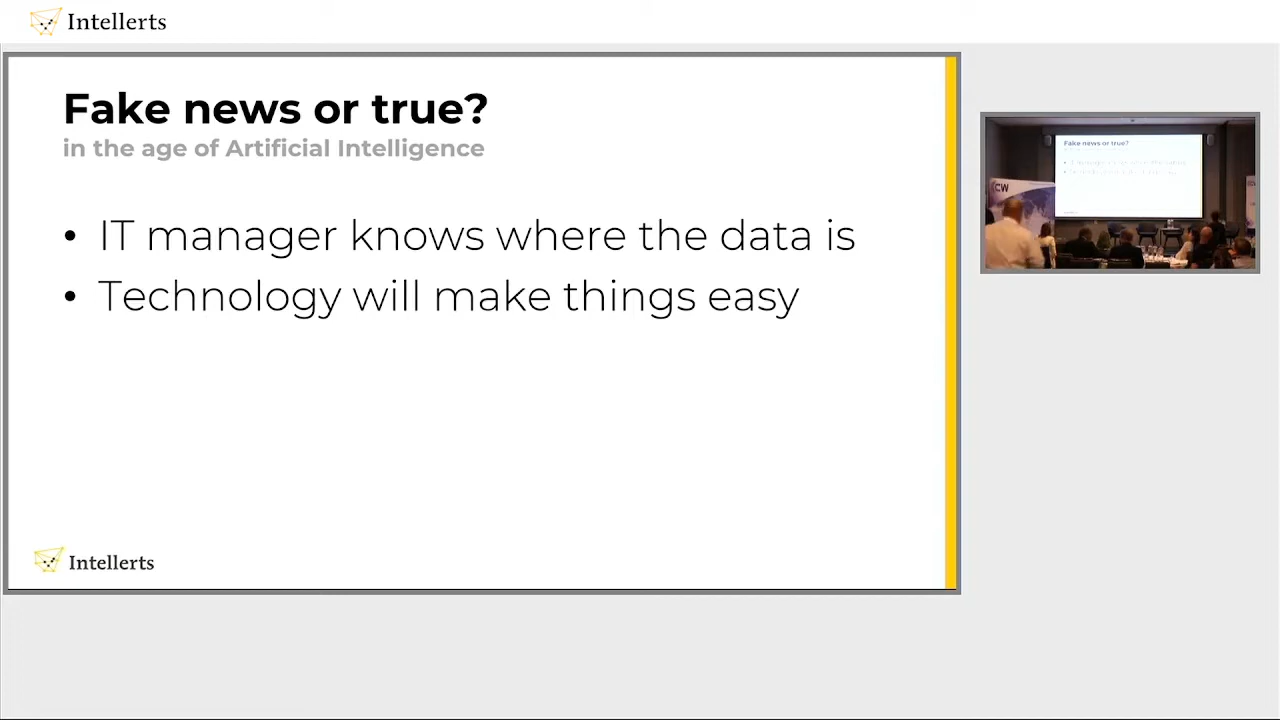 Intellerts
Fake news or true?
in the age of Artificial Intelligence
• IT manager knows where the data is
• Technology will make things easy
Intellerts
Fake news or true?
CW